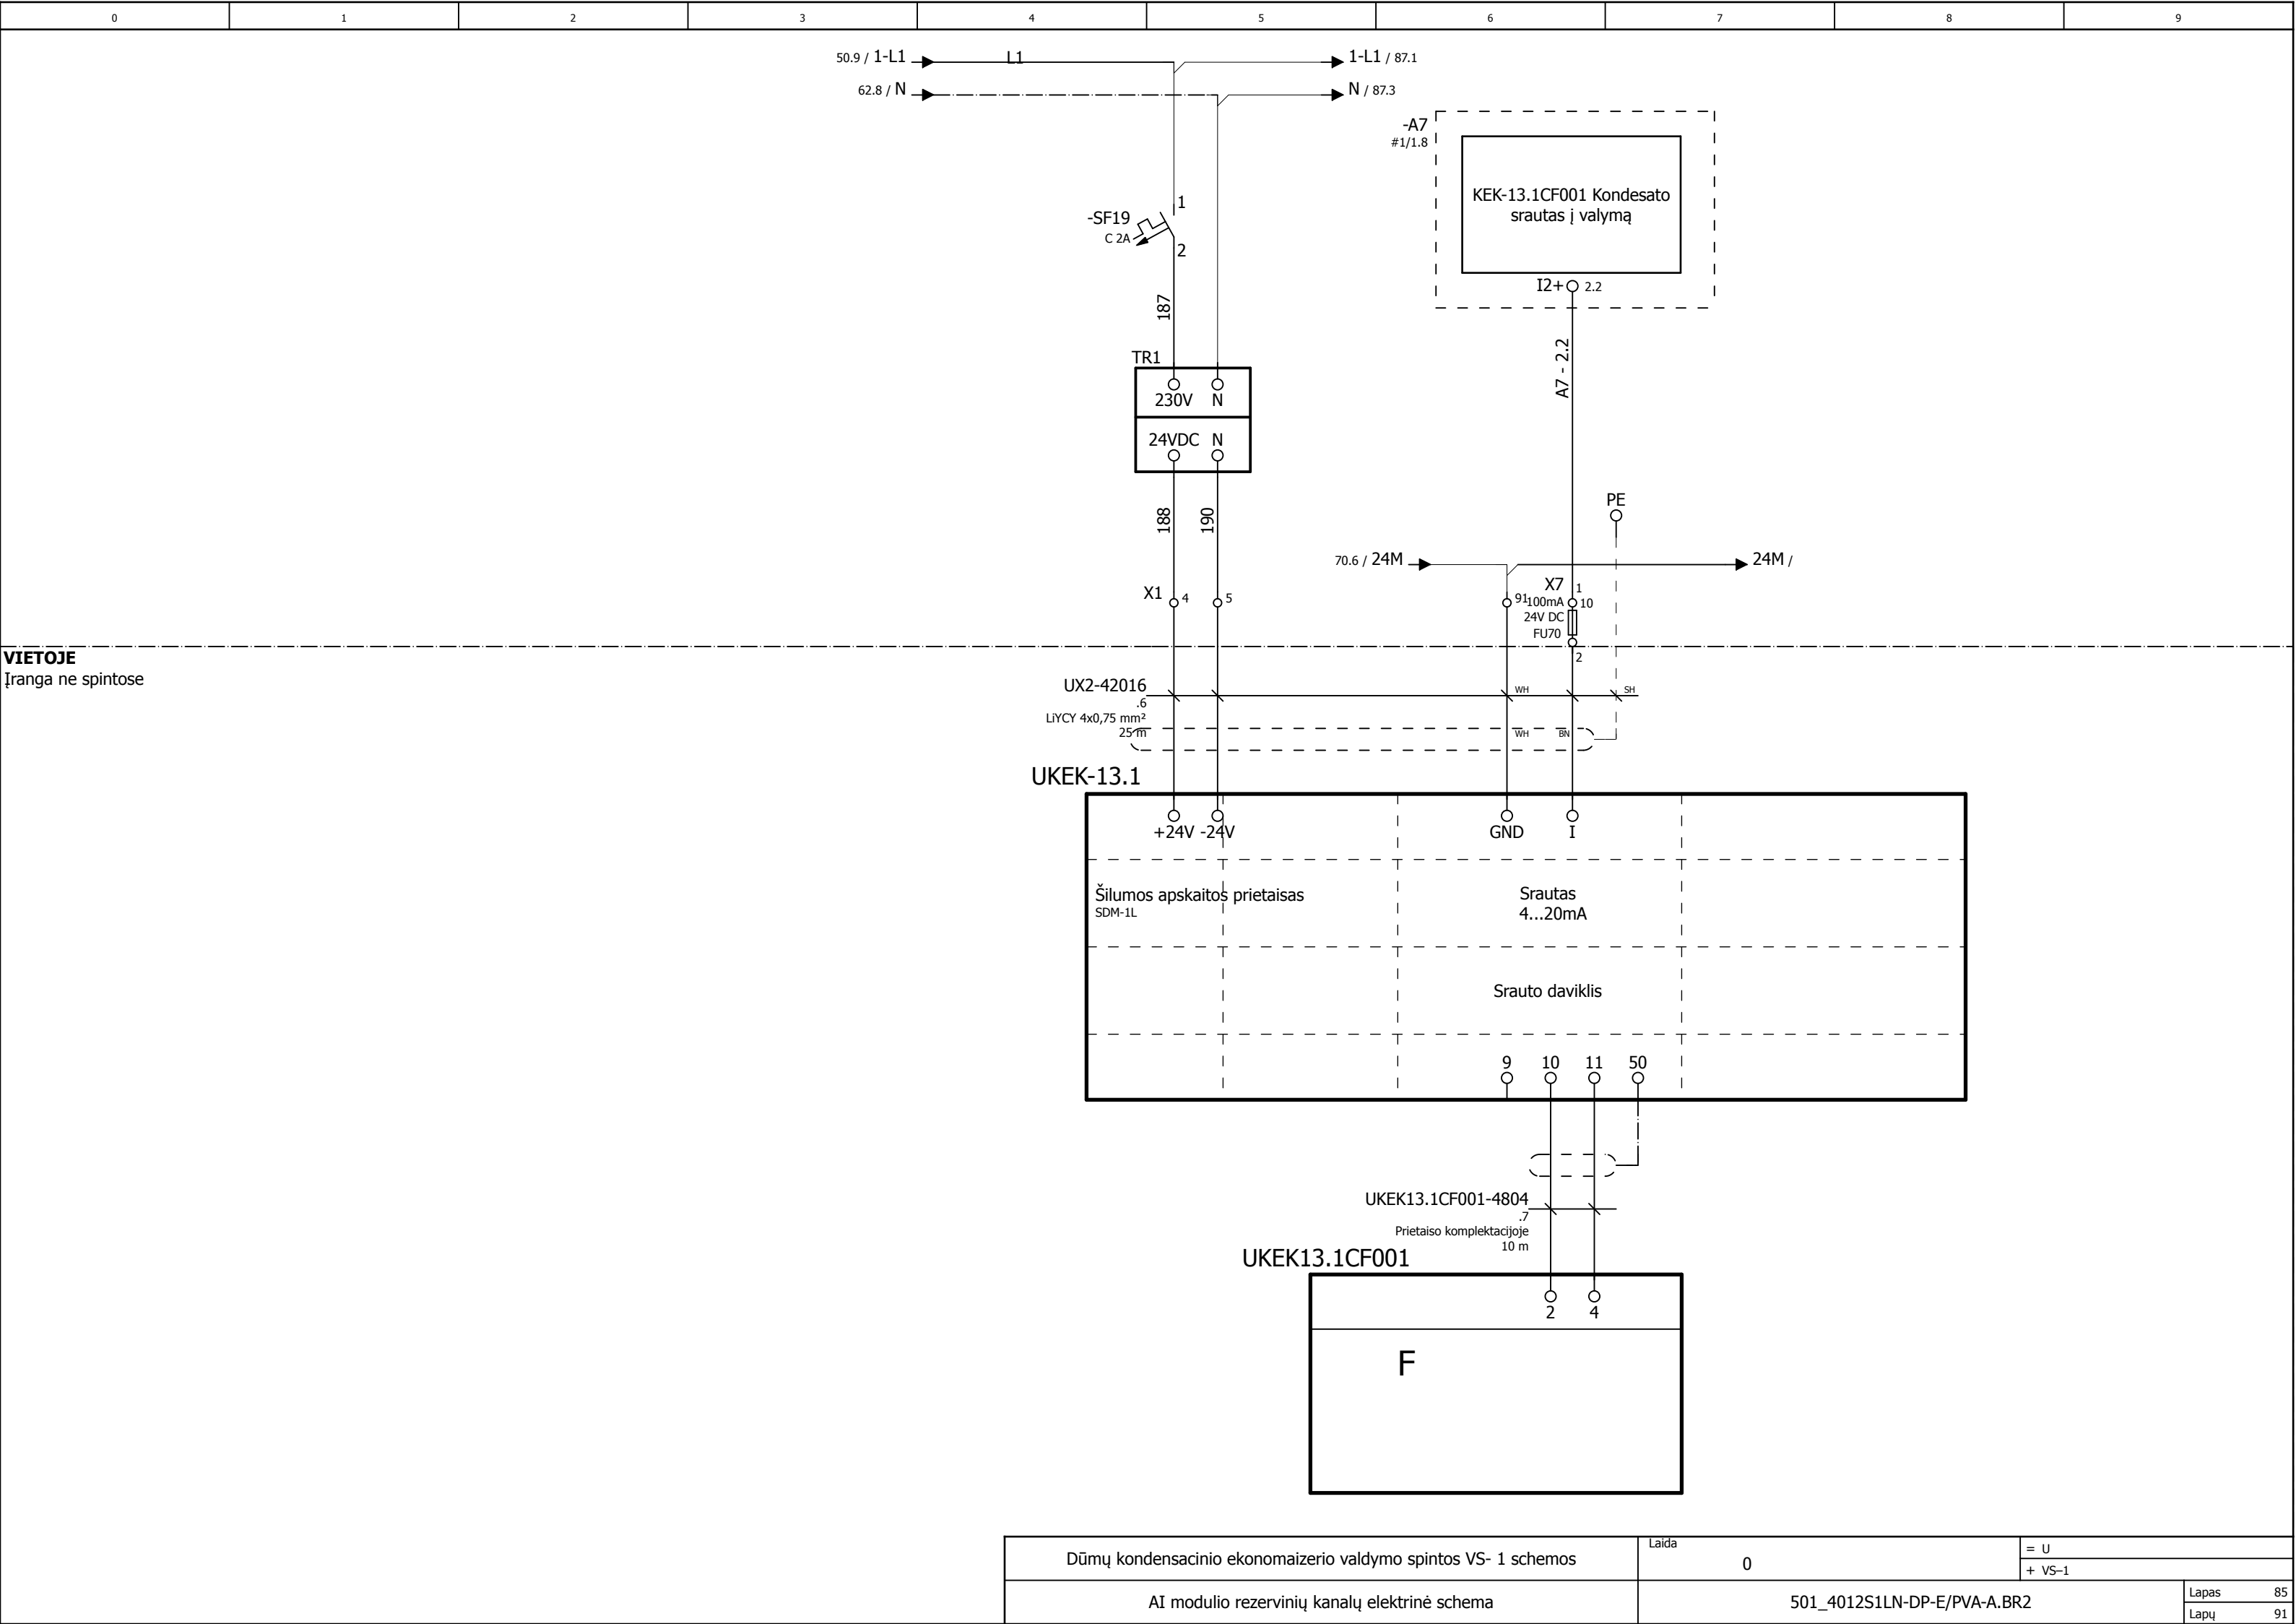 0 1 2 3 4 5 6 7 8 9
50.9 / 1-L1
L1
1-L1 / 87.1
62.8 / N
N / 87.3
-A7
#1/1.8
KEK-13.1CF001 Kondesato
srautas į valymą
I2+ 2.2
1
-SF19
C 2A
2
187
A7 - 2.2
TR1
230V N
24VDC N
188
190
PE
70.6 / 24M
24M /
X1 4 5
X7 1
91 100mA 10
24V DC
FU70
2
VIETOJE
Įranga ne spintose
UX2-42016
.6
LiYCY 4x0,75 mm²
25 m
WH SH
WH BN
UKEK-13.1
+24V -24V GND I
Šilumos apskaitos prietaisas
SDM-1L
Srautas
4...20mA
Srauto daviklis
9 10 11 50
UKEK13.1CF001-4804
.7
Prietaiso komplektacijoje
10 m
UKEK13.1CF001
2 4
F
Dūmų kondensacinio ekonomaizerio valdymo spintos VS- 1 schemos
Laida
0
= U
+ VS–1
AI modulio rezervinių kanalų elektrinė schema
501_4012S1LN-DP-E/PVA-A.BR2
Lapas 85
Lapų 91